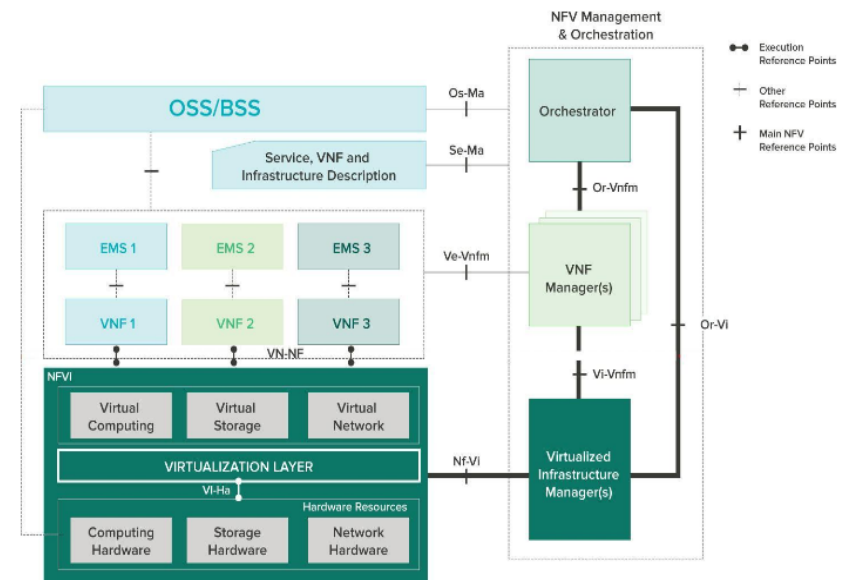 NFV Management
& Orchestration
Execution
Reference Points
Other
Reference Points
Main NFV
Reference Points
OSS/BSS
Os-Ma
Orchestrator
Service, VNF and
Infrastructure Description
Se-Ma
Or-Vnfm
EMS 1
EMS 2
EMS 3
Ve-Vnfm
VNF
Manager(s)
VNF 1
VNF 2
VNF 3
Or-Vi
VN-NF
NFVI
Vi-Vnfm
Virtual
Computing
Virtual
Storage
Virtual
Network
VIRTUALIZATION LAYER
Nf-Vi
Virtualized
Infrastructure
Manager(s)
VI-Ha
Hardware Resources
Computing
Hardware
Storage
Hardware
Network
Hardware